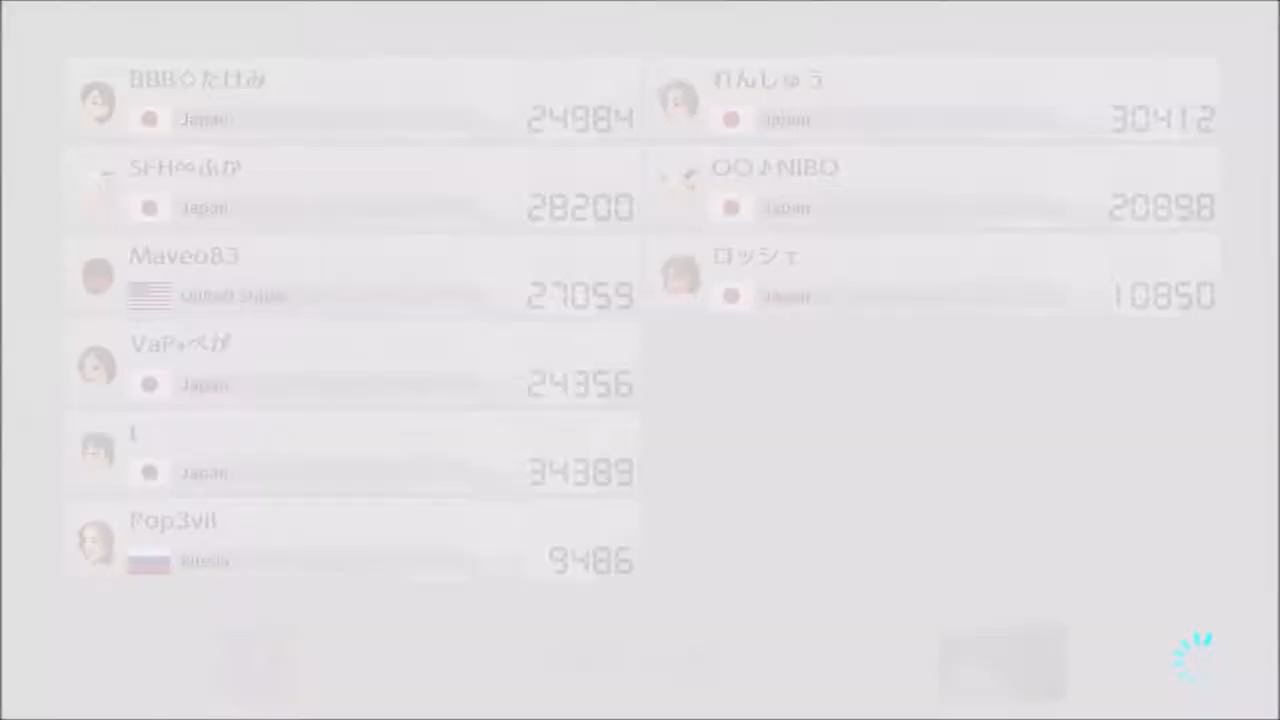 BBB◇たけみ
Japan
24984
SFH∞ふか
Japan
28200
Maveo83
United States
27059
VaP★べが
Japan
24356
Japan
34389
Pop3vil
Russia
9486
れんしゅう
Japan
30412
〇〇♪NIBO
Japan
20898
ロッシェ
Japan
10850